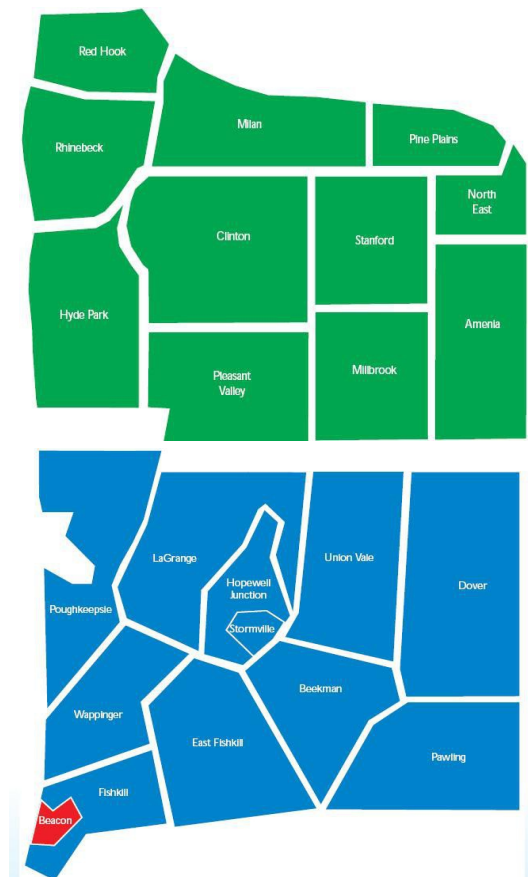 Red Hook
Milan
Rhinebeck
Pine Plains
North
East
Clinton
Stanford
Hyde Park
Amenia
Pleasant
Valley
Millbrook
LaGrange
Union Vale
Hopewell
Junction
Dover
Poughkeepsie
Stormville
Beekman
Wappinger
East Fishkill
Pawling
Fishkill
Beacon